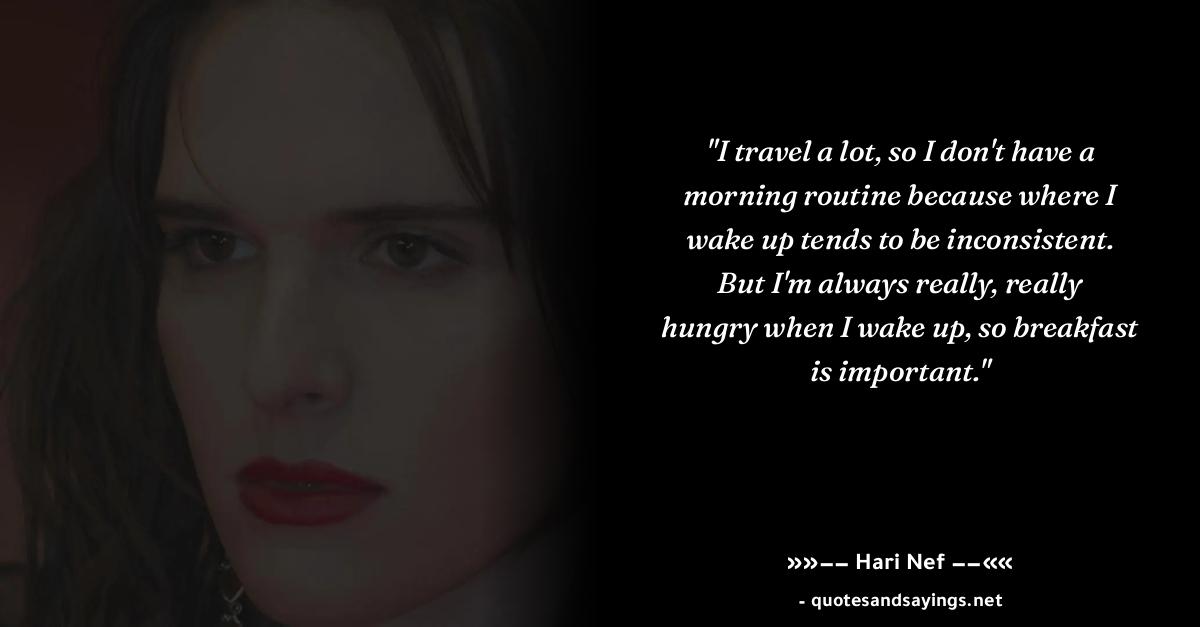 "I travel a lot, so I don't have a
morning routine because where I
wake up tends to be inconsistent.
But I'm always really, really
hungry when I wake up, so breakfast
is important."
»»−− Hari Nef −−««
- quotesandsayings.net